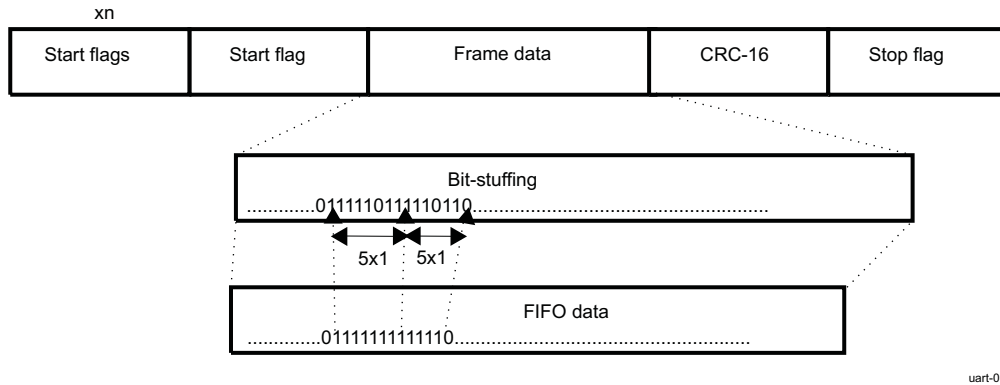 xn
Start flags Start flag Frame data CRC-16 Stop flag
Bit-stuffing
.............0111110111110110..................................................................
5x1 5x1
FIFO data
.............01111111111110.................................................................
uart-0